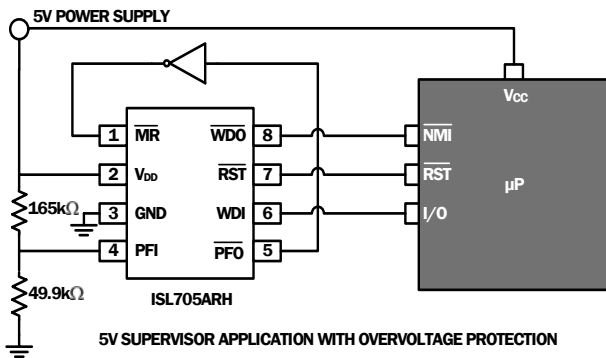 5V POWER SUPPLY
VCC
1 MR WDO 8 NMI
2 VDD RST 7 RST µP
165kΩ 3 GND WDI 6 I/O
4 PFI PFO 5
49.9kΩ
ISL705ARH
5V SUPERVISOR APPLICATION WITH OVERVOLTAGE PROTECTION